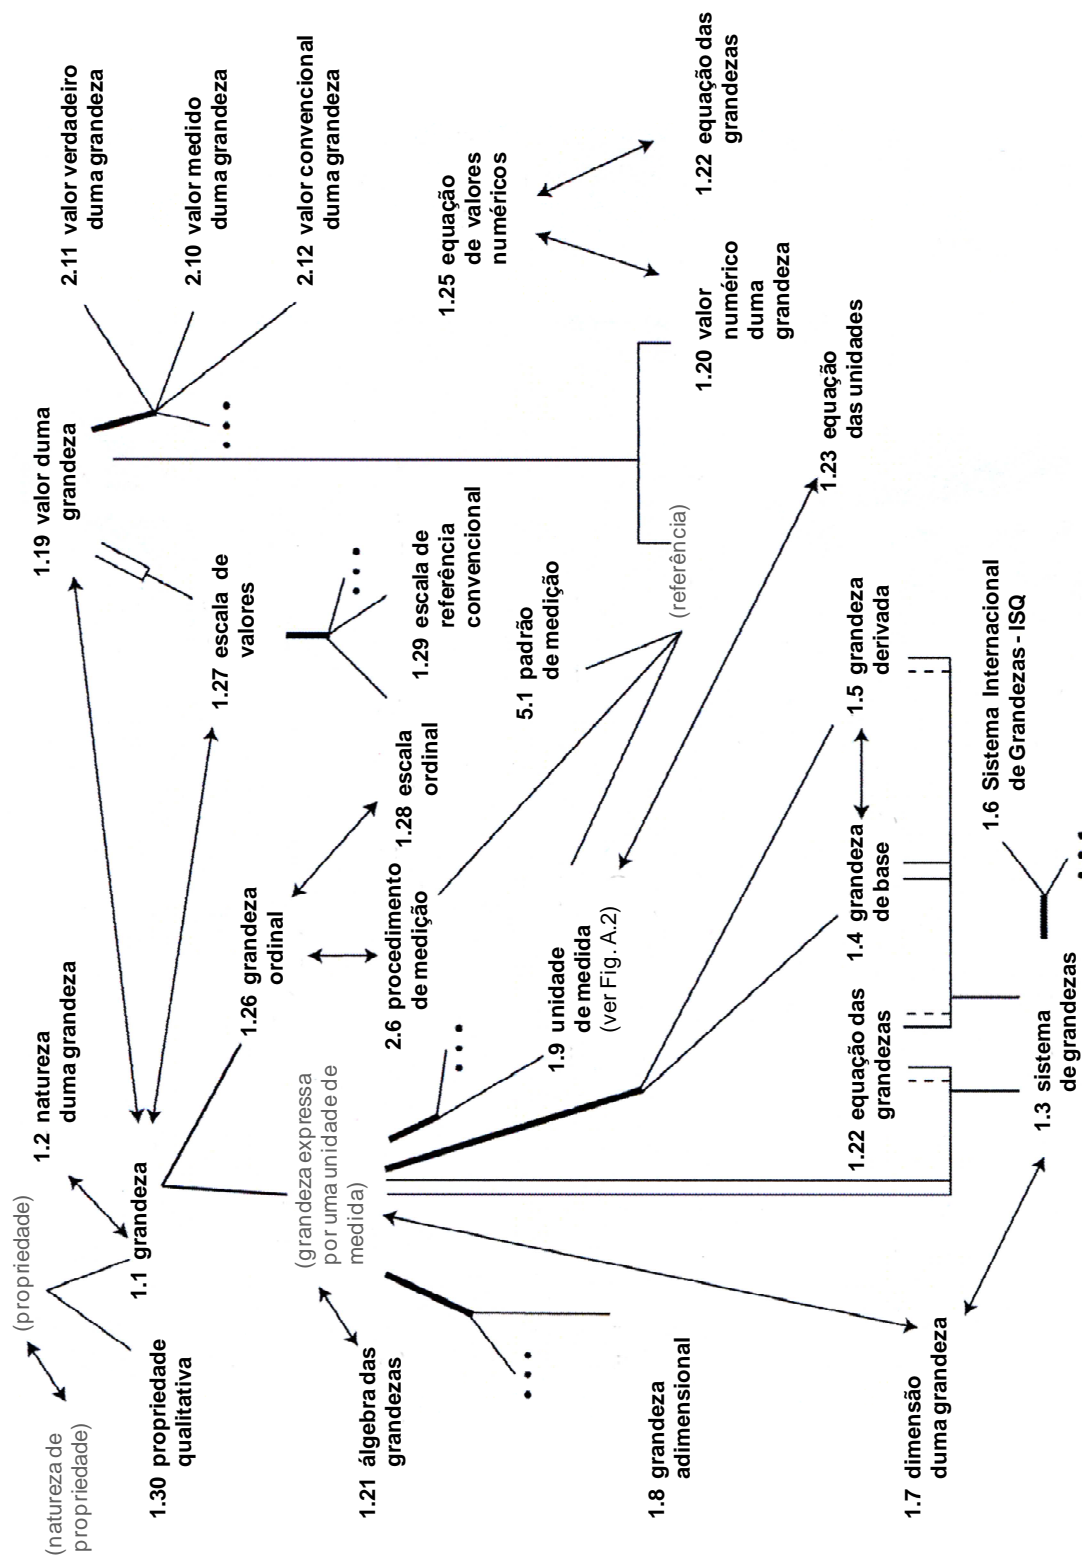 (natureza de
propriedade)
(propriedade)
1.2 natureza
duma grandeza
1.19 valor duma
grandeza
2.11 valor verdadeiro
duma grandeza
1.30 propriedade
qualitativa
1.1 grandeza
1.27 escala de
valores
2.10 valor medido
duma grandeza
1.26 grandeza
ordinal
2.12 valor convencional
duma grandeza
(grandeza expressa
por uma unidade de
medida)
1.21 álgebra das
grandezas
2.6 procedimento
de medição
1.28 escala
ordinal
1.29 escala de
referência
convencional
1.25 equação
de valores
numéricos
5.1 padrão
de medição
1.9 unidade
de medida
(ver Fig. A.2)
(referência)
1.8 grandeza
adimensional
1.20 valor
numérico
duma
grandeza
1.22 equação das
grandezas
1.23 equação
das unidades
1.22 equação das
grandezas
1.4 grandeza
de base
1.5 grandeza
derivada
1.7 dimensão
duma grandeza
1.3 sistema
de grandezas
1.6 Sistema Internacional
de Grandezas - ISQ